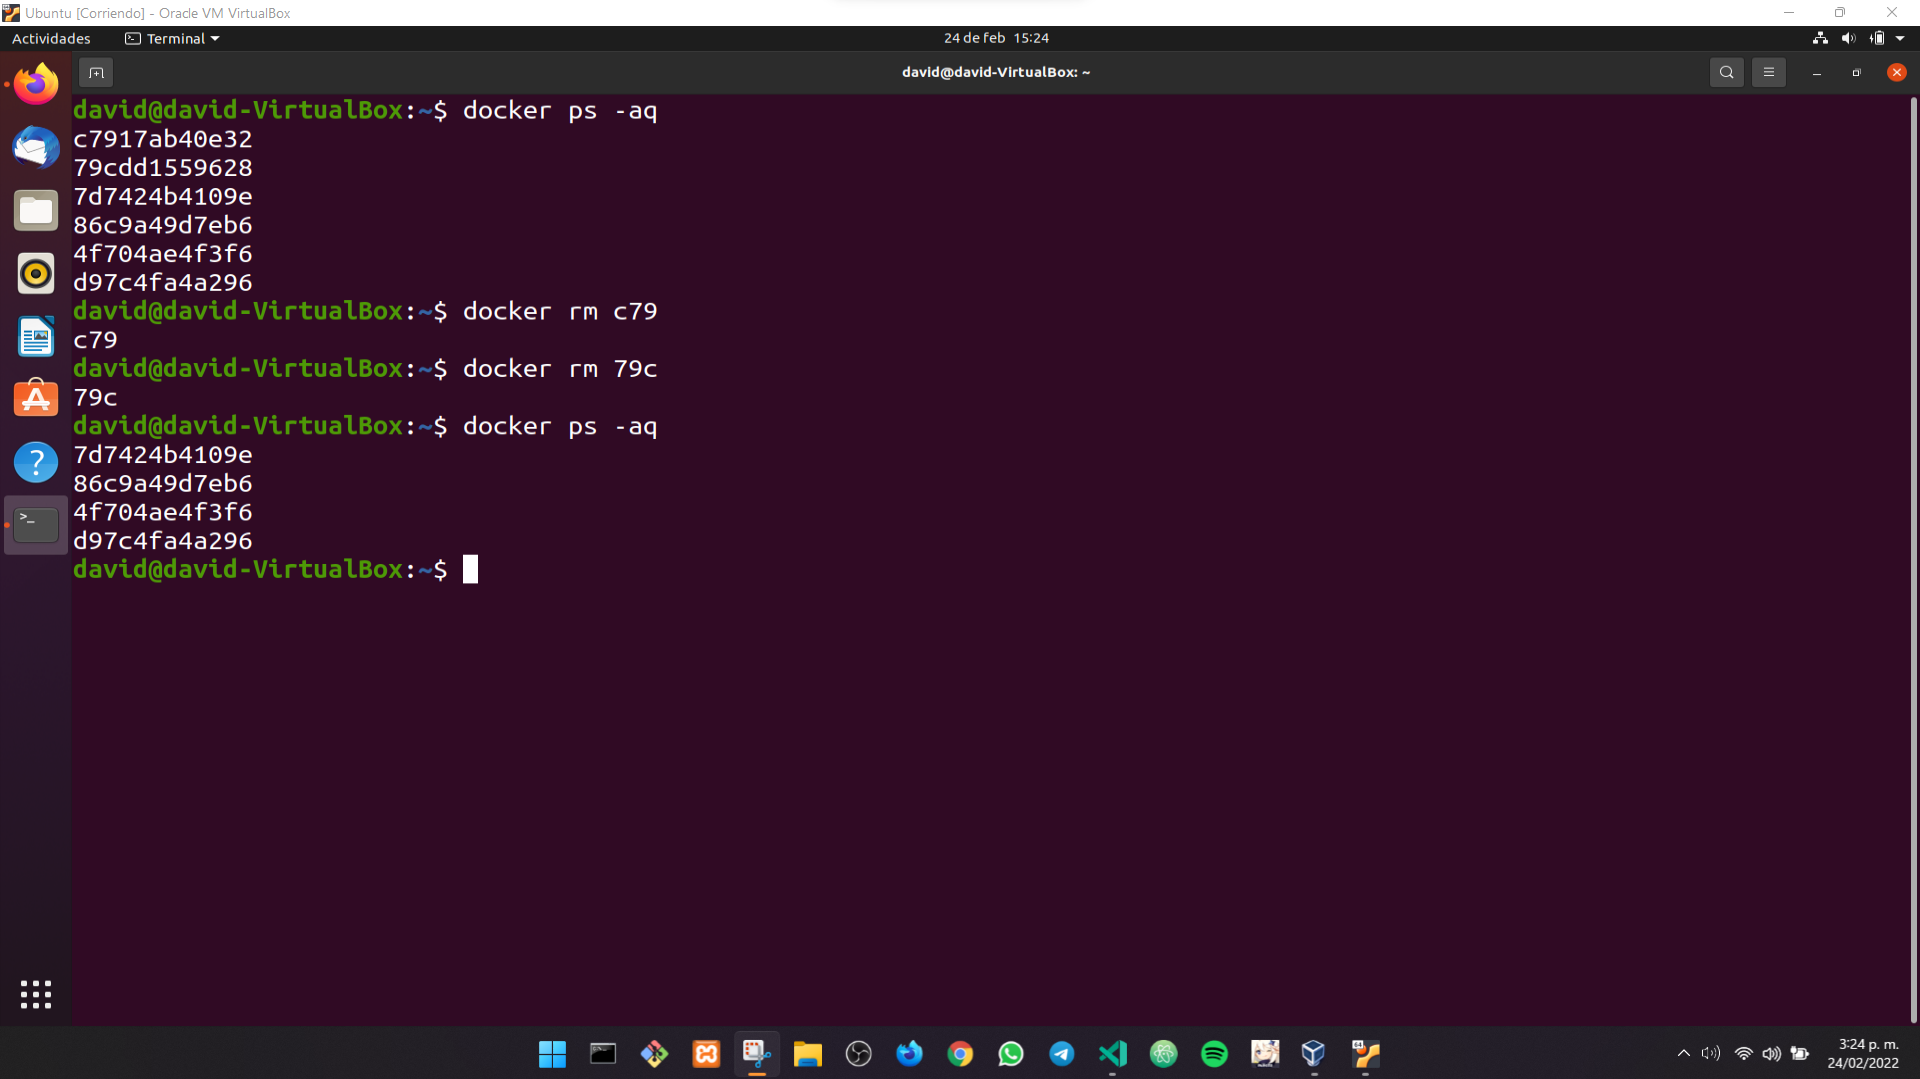 Ubuntu [Corriendo] - Oracle VM VirtualBox
Actividades
Terminal
24 de feb 15:24
david@david-VirtualBox: ~
david@david-VirtualBox:~$ docker ps -aq
c7917ab40e32
79cdd1559628
7d7424b4109e
86c9a49d7eb6
4f704ae4f3f6
d97c4fa4a296
david@david-VirtualBox:~$ docker rm c79
c79
david@david-VirtualBox:~$ docker rm 79c
79c
david@david-VirtualBox:~$ docker ps -aq
7d7424b4109e
86c9a49d7eb6
4f704ae4f3f6
d97c4fa4a296
david@david-VirtualBox:~$
3:24 p. m.
24/02/2022